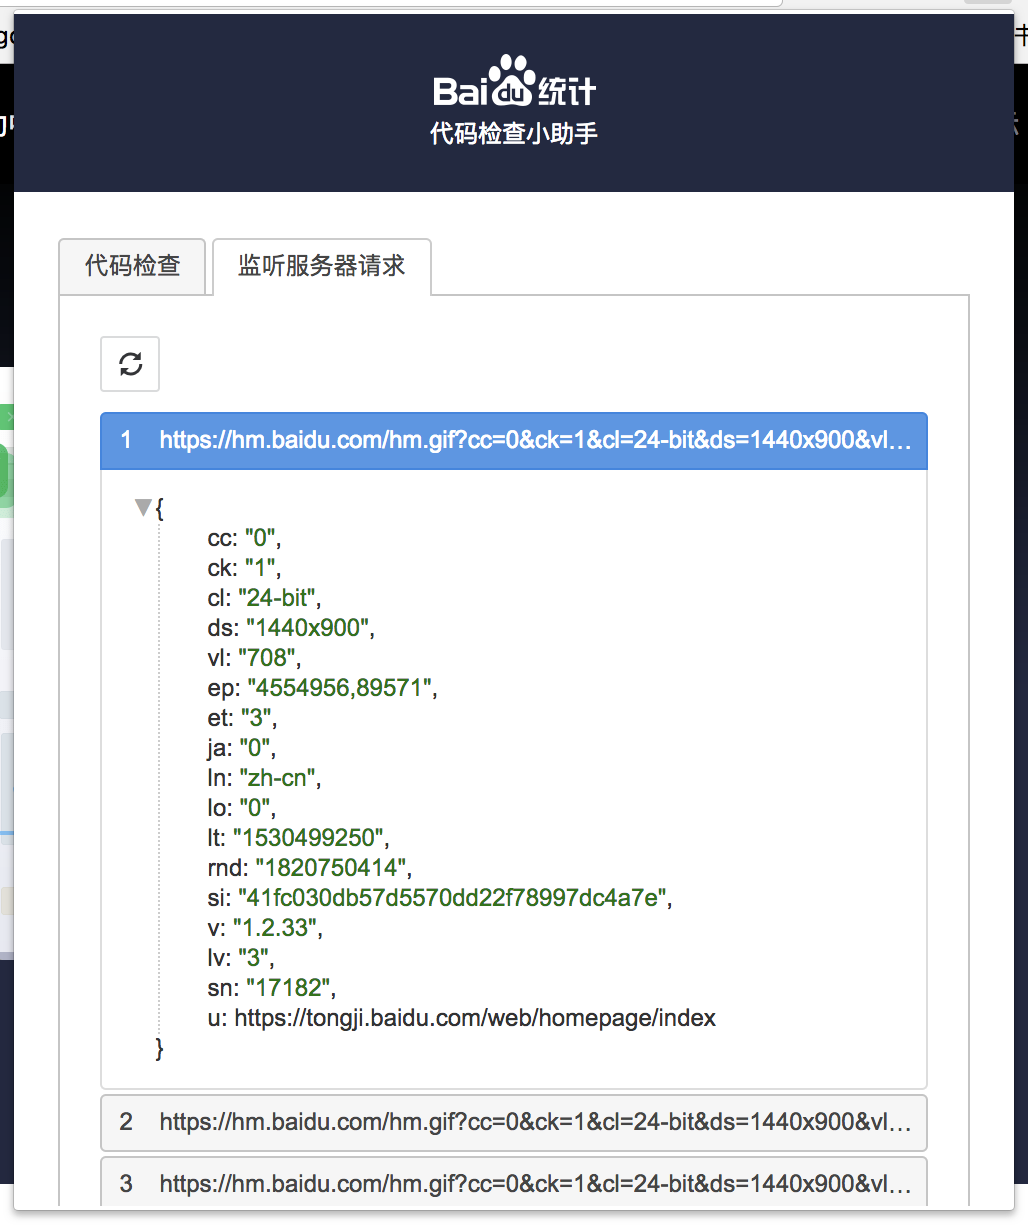 Baidu统计
代码检查小助手
代码检查
监听服务器请求
1 https://hm.baidu.com/hm.gif?cc=0&ck=1&cl=24-bit&ds=1440x900&vl...
{
cc: "0",
ck: "1",
cl: "24-bit",
ds: "1440x900",
vl: "708",
ep: "4554956,89571",
et: "3",
ja: "0",
ln: "zh-cn",
lo: "0",
lt: "1530499250",
rnd: "1820750414",
si: "41fc030db57d5570dd22f78997dc4a7e",
v: "1.2.33",
lv: "3",
sn: "17182",
u: https://tongji.baidu.com/web/homepage/index
}
2 https://hm.baidu.com/hm.gif?cc=0&ck=1&cl=24-bit&ds=1440x900&vl...
3 https://hm.baidu.com/hm.gif?cc=0&ck=1&cl=24-bit&ds=1440x900&vl...